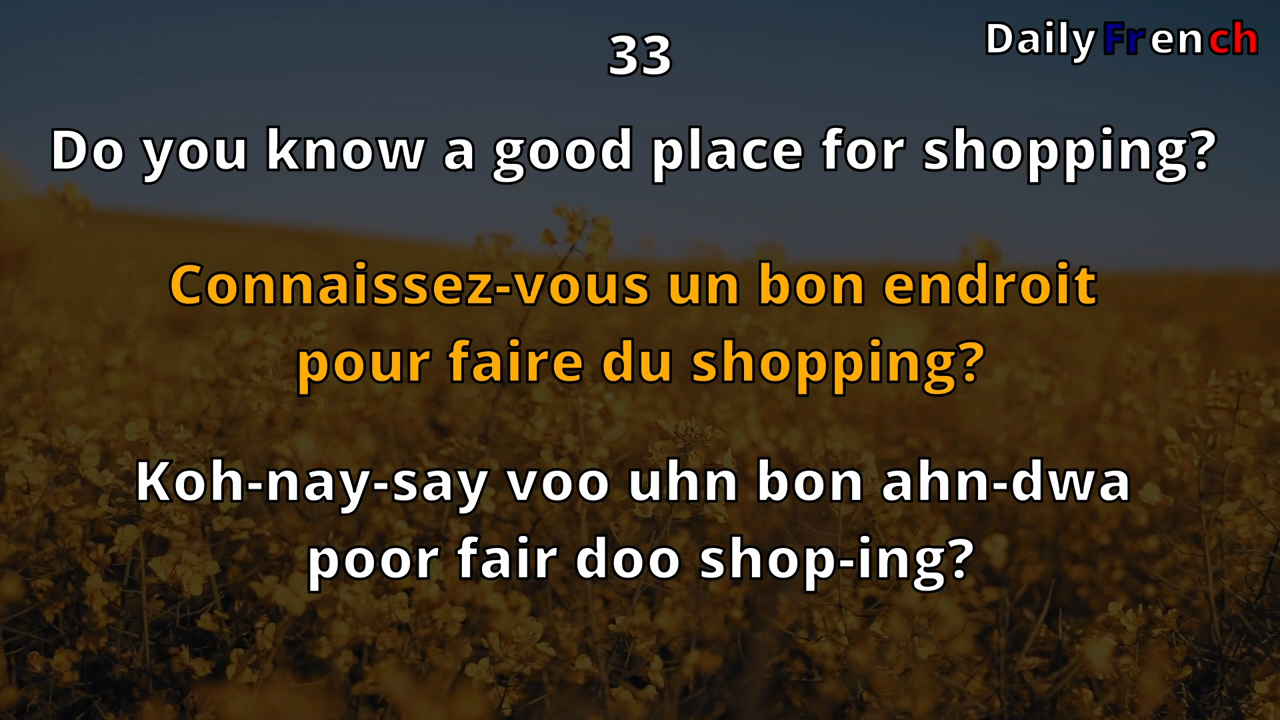 33
Daily French
Do you know a good place for shopping?
Connaissez-vous un bon endroit
pour faire du shopping?
Koh-nay-say voo uhn bon ahn-dwa
poor fair doo shop-ing?